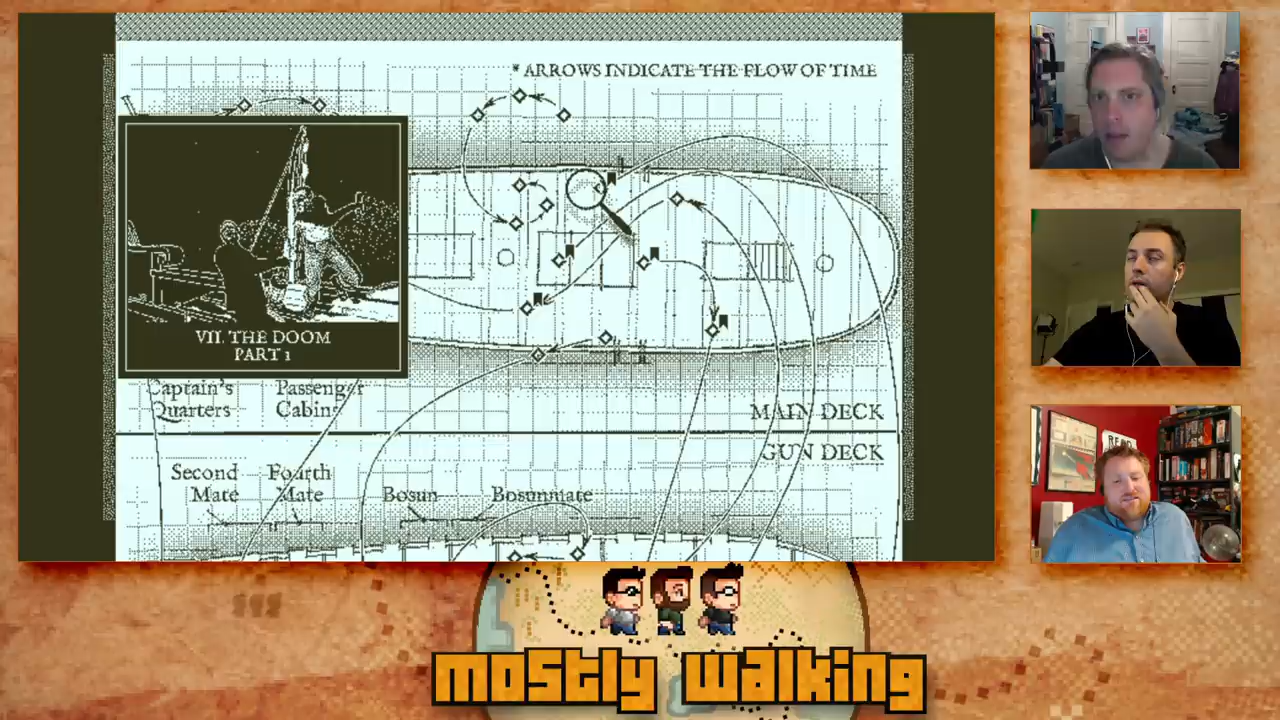 * ARROWS INDICATE THE FLOW OF TIME
VII. THE DOOM
PART 1
Captain's
Quarters
Passenger
Cabins
MAIN DECK
GUN DECK
Second
Mate
Fourth
Mate
Bosun
Bosunmate
READ
mostly walking